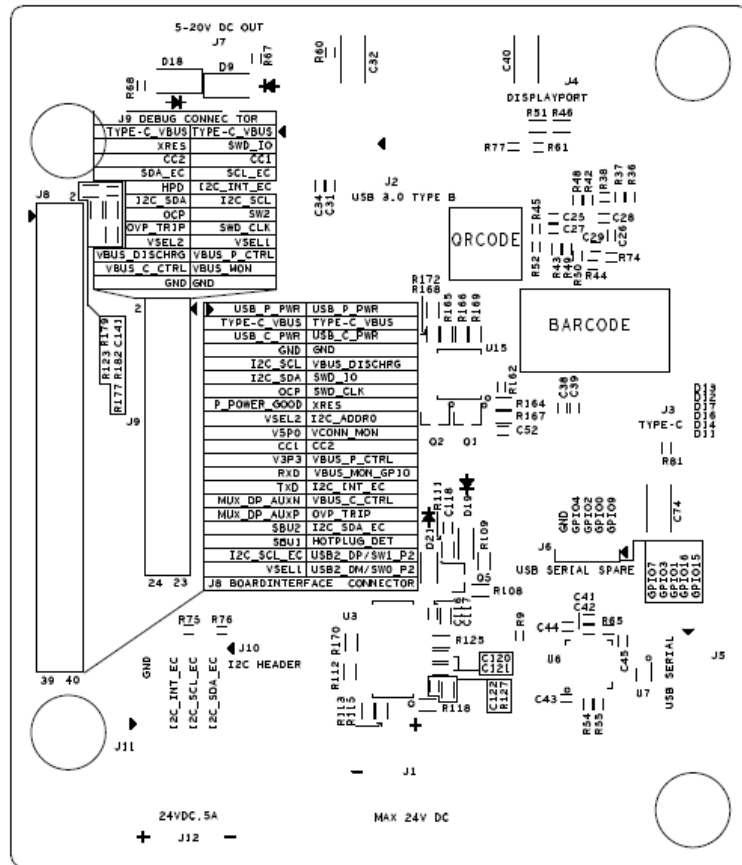 5-20V DC OUT
J7
D18 D9 R67
R68
R60
C32
C40
J4
DISPLAYPORT
R51 R46
R77 R61
J9 DEBUG CONNECTOR
TYPE-C_VBUS TYPE-C_VBUS
XRES SWD_IO
CC2 CC1
SDA_EC SCL_EC
HPD I2C_INT_EC
I2C_SDA I2C_SCL
OCP SW2
OVP_TRIP SWD_CLK
VSEL2 VSEL1
VBUS_DISCHRG VBUS_P_CTRL
VBUS_C_CTRL VBUS_MON
GND GND
J8
2
J2
USB 3.0 TYPE B
C34
C31
R48
R42
R38
R37
R36
R45
C25
C27
C28
C26
C29
R52
R43
R49
R50
R44
R74
QRCODE
BARCODE
R172
R168
R165
R166
R169
U15
R162
R164
R167
C52
Q2 Q1
C38
C39
D13
D12
D17
D16
D14
D11
J3
TYPE-C
R81
C74
2
R179
C141
R123
R182
R177
J9
USB_P_PWR USB_P_PWR
TYPE-C_VBUS TYPE-C_VBUS
USB_C_PWR USB_C_PWR
GND GND
I2C_SCL VBUS_DISCHRG
I2C_SDA SWD_IO
OCP SWD_CLK
P_POWER_GOOD XRES
VSEL2 I2C_ADDR0
V5P0 VCONN_MON
CC1 CC2
V3P3 VBUS_P_CTRL
RXD VBUS_MON_GPIO
TXD I2C_INT_EC
MUX_DP_AUXN VBUS_C_CTRL
MUX_DP_AUXP OVP_TRIP
SBU2 I2C_SDA_EC
SBU1 HOTPLUG_DET
I2C_SCL_EC USB2_DP/SW1_P2
VSEL1 USB2_DM/SW0_P2
J8 BOARDINTERFACE CONNECTOR
24 23
R111
C118
D19
D21
R109
Q5
R108
GND
GPIO4
GPIO2
GPIO0
GPIO9
J6
USB SERIAL SPARE
GPIO7
GPIO3
GPIO1
GPIO16
GPIO15
R75 R76
J10
I2C HEADER
GND
I2C_INT_EC
I2C_SCL_EC
I2C_SDA_EC
39 40
J11
U3
R170
R112
R113
R115
C116
C117
R125
C120
C121
C122
R127
R118
R9
C41
C42
C44
R65
U6
C45
C43
R54
R55
U7
USB SERIAL
J5
J1
24VDC,5A
+ J12 -
MAX 24V DC